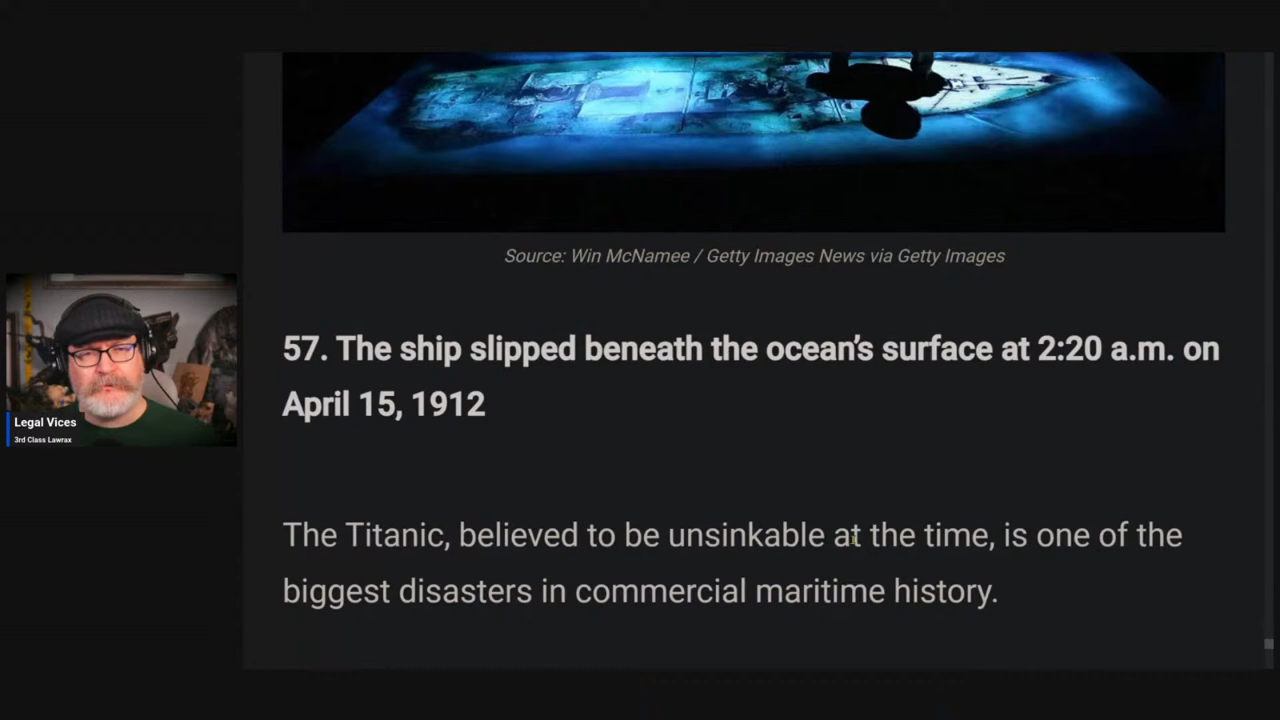 Source: Win McNamee / Getty Images News via Getty Images
57. The ship slipped beneath the ocean’s surface at 2:20 a.m. on
April 15, 1912
Legal Vices
3rd Class Lawrax
The Titanic, believed to be unsinkable at the time, is one of the
biggest disasters in commercial maritime history.